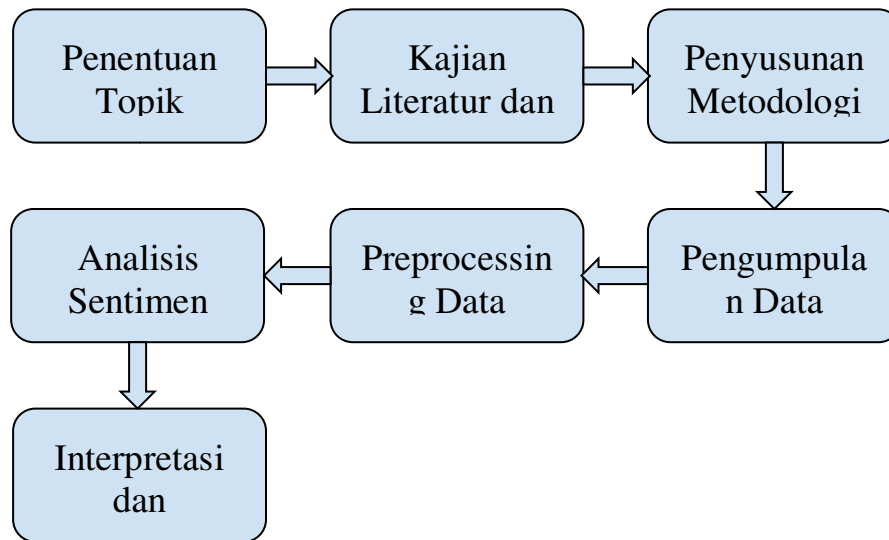 Penentuan
Topik
Kajian
Literatur dan
Penyusunan
Metodologi
Pengumpula
n Data
Preprocessin
g Data
Analisis
Sentimen
Interpretasi
dan